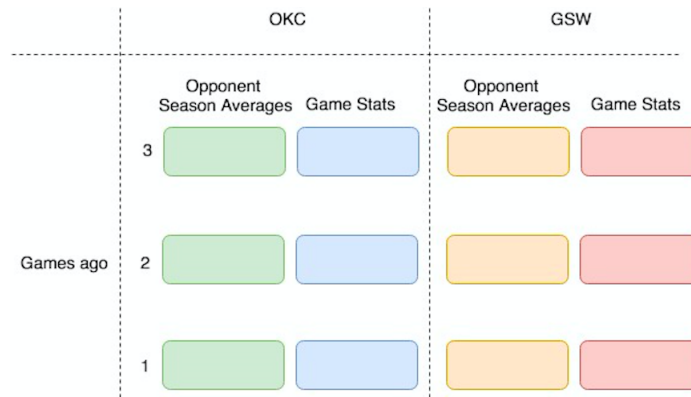 OKC
GSW
Opponent
Season Averages
Game Stats
Opponent
Season Averages
Game Stats
3
Games ago
2
1